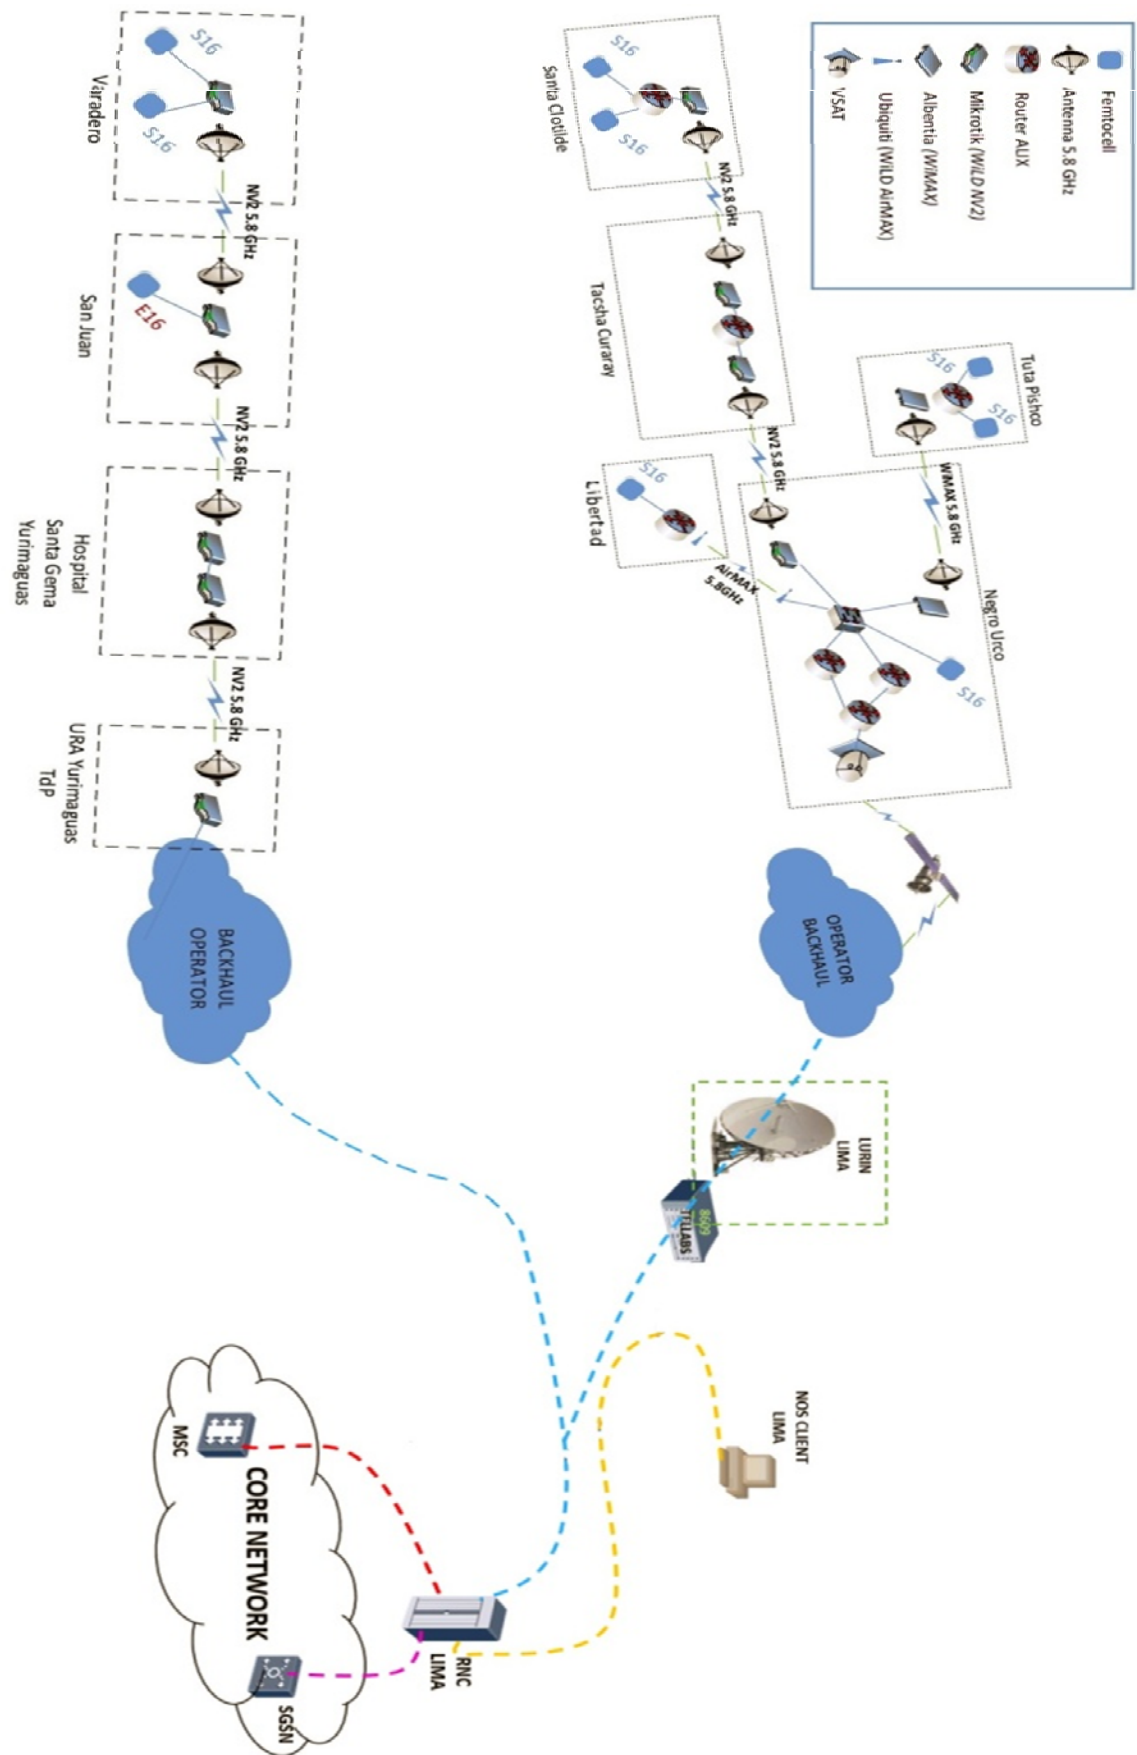 Femtocell
Antenna 5.8 GHz
Router AUX
Mikrotik (WiLD NV2)
Albentia (WiMAX)
Ubiquiti (WiLD AirMAX)
VSAT
Tuta Pishco
S16
S16
WiMAX 5.8 GHz
Negro Urco
S16
Santa Clotilde
S16
S16
NV2 5.8 GHz
Tacsha Curaray
NV2 5.8 GHz
Libertad
S16
AirMAX
5.8GHz
OPERATOR
BACKHAUL
LURIN
LIMA
8609
TELLABS
NOS CLIENT
LIMA
Varadero
S16
S16
NV2 5.8 GHz
San Juan
E16
NV2 5.8 GHz
Hospital
Santa Gema
Yurimaguas
NV2 5.8 GHz
URA Yurimaguas
TdP
BACKHAUL
OPERATOR
RNC
LIMA
MSC
CORE NETWORK
SGSN